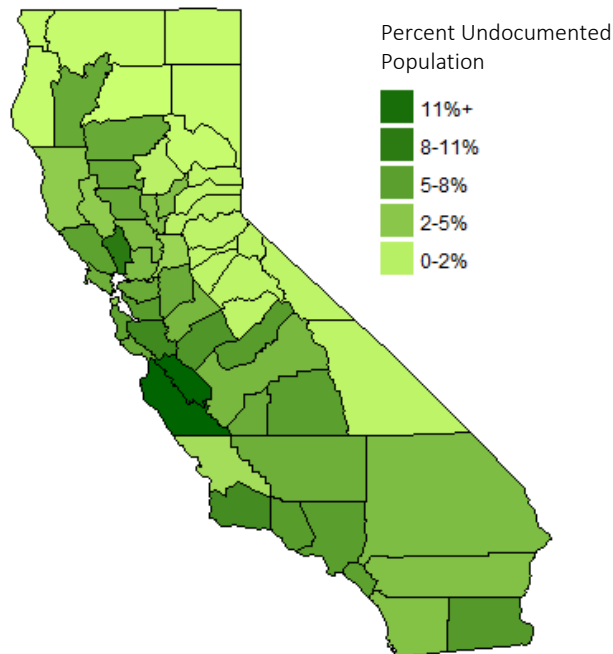 Percent Undocumented
Population
11%+
8-11%
5-8%
2-5%
0-2%